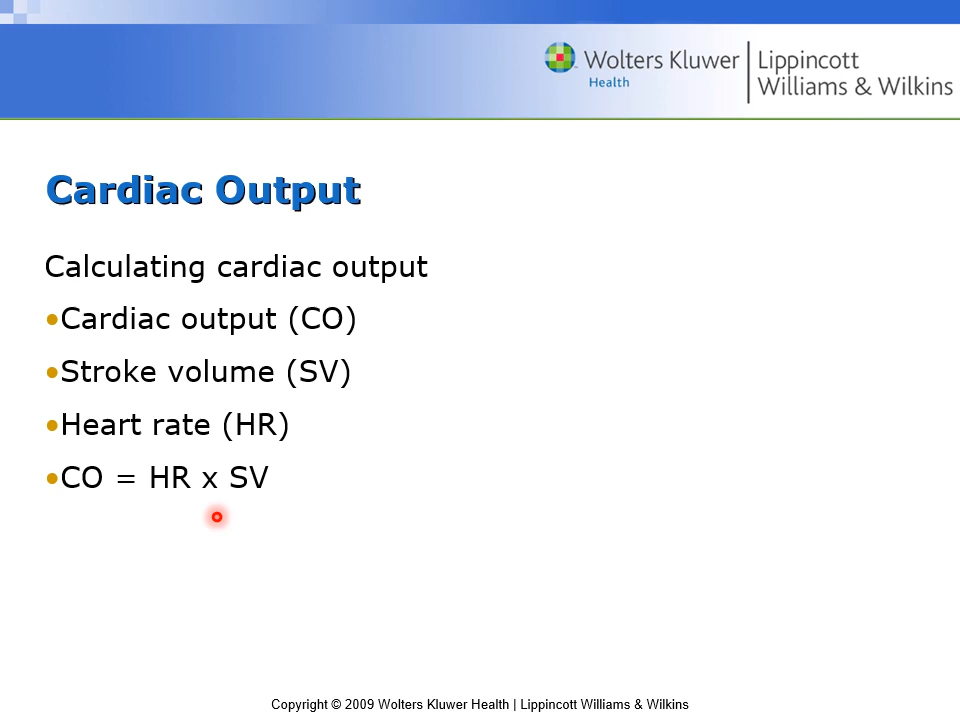 Wolters Kluwer
Health
Lippincott
Williams & Wilkins
Cardiac Output
Calculating cardiac output
•Cardiac output (CO)
•Stroke volume (SV)
•Heart rate (HR)
•CO = HR x SV
Copyright © 2009 Wolters Kluwer Health | Lippincott Williams & Wilkins